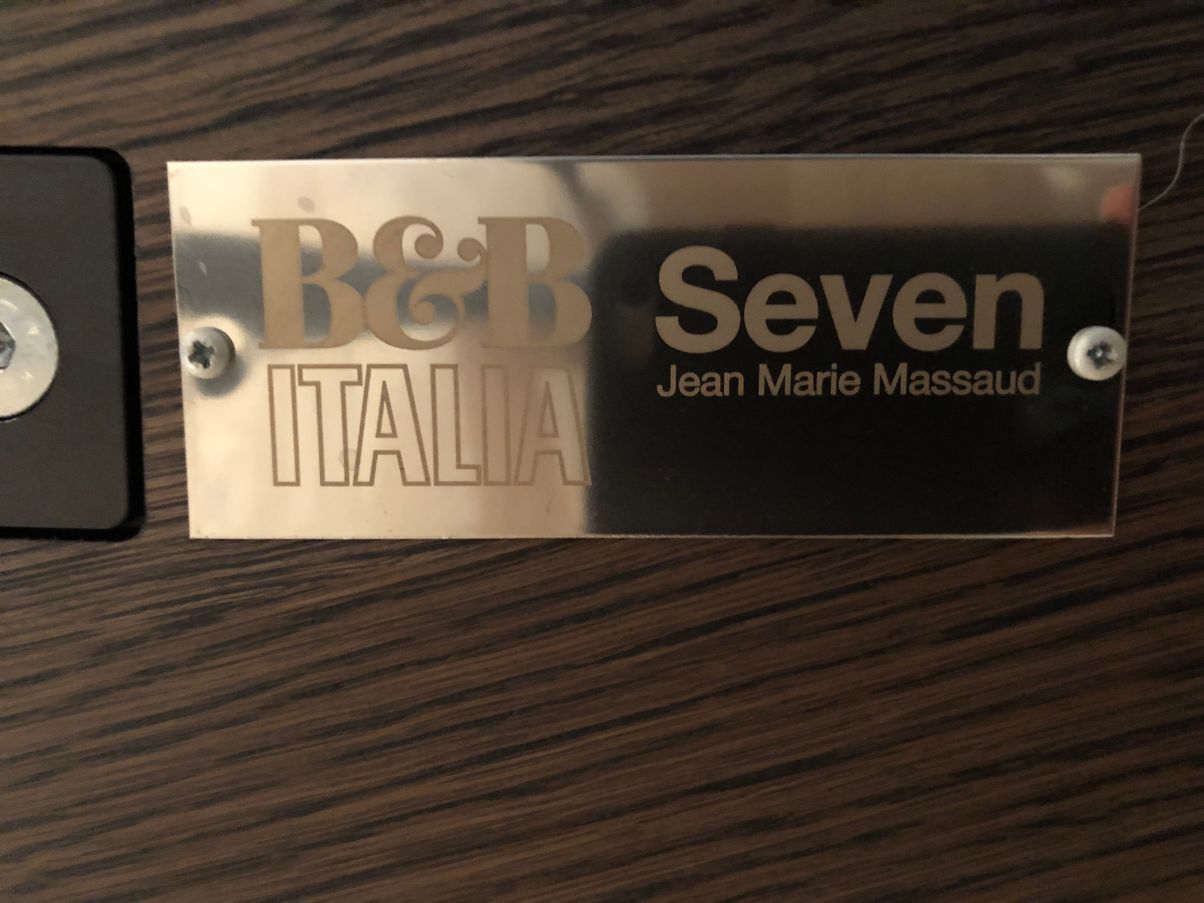 B&B
ITALIA
Seven
Jean Marie Massaud